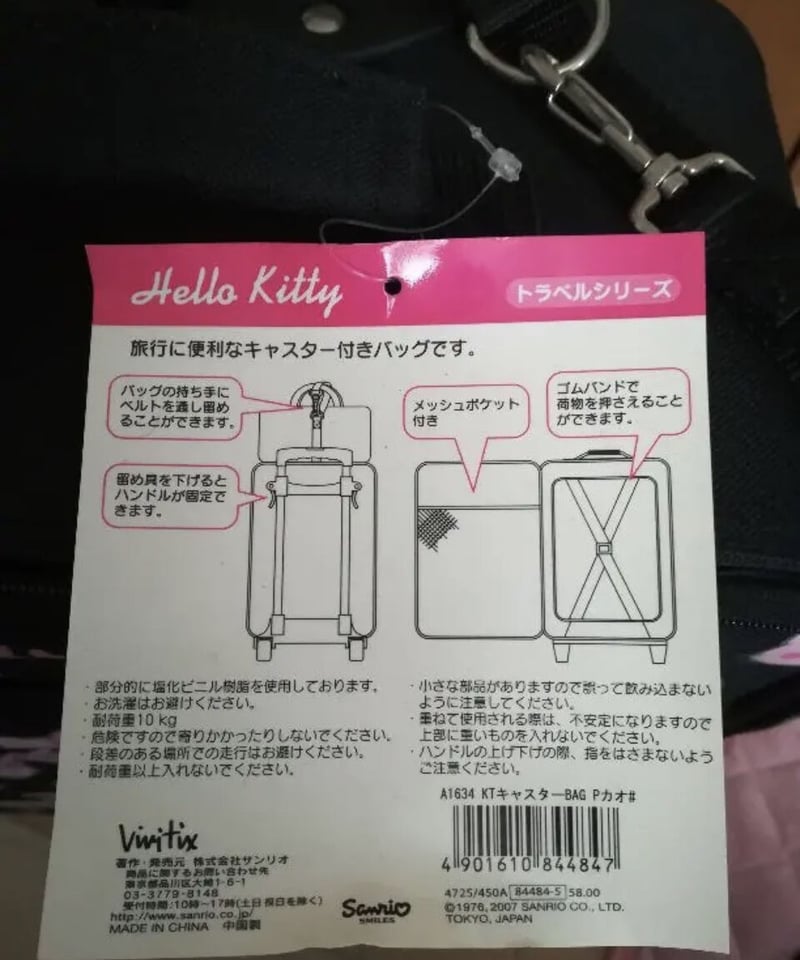 Hello Kitty
トラベルシリーズ
旅行に便利なキャスター付きバッグです。
バッグの持ち手に
ベルトを通し留め
ることができます。
メッシュポケット
付き
ゴムバンドで
荷物を押さえること
ができます。
留め具を下げると
ハンドルが固定で
きます。
・部分的に塩化ビニル樹脂を使用しております。
・お洗濯はお避けください。
・耐荷重10 kg
・危険ですので寄りかかったりしないでください。
・段差のある場所での走行はお避けください。
・耐荷重以上入れないでください。
・小さな部品がありますので誤って飲み込まない
ように注意してください。
・重ねて使用される際は、不安定になりますので
上部に重いものを入れないでください。
・ハンドルの上げ下げの際、指をはさまないよう
ご注意ください。
A1634 KTキャスターBAG Pカオ#
4 901610 844847
4725/450A 84484-5 58.00
©1976, 2007 SANRIO CO., LTD.
TOKYO, JAPAN
Vivitix
著作・発売元 株式会社サンリオ
商品に関するお問い合わせ先
東京都品川区大崎1-6-1
03-3779-8148
受付時間:10時〜17時(土日祝日を除く)
http://www.sanrio.co.jp/
MADE IN CHINA 中国製
Sanrio
SMILES